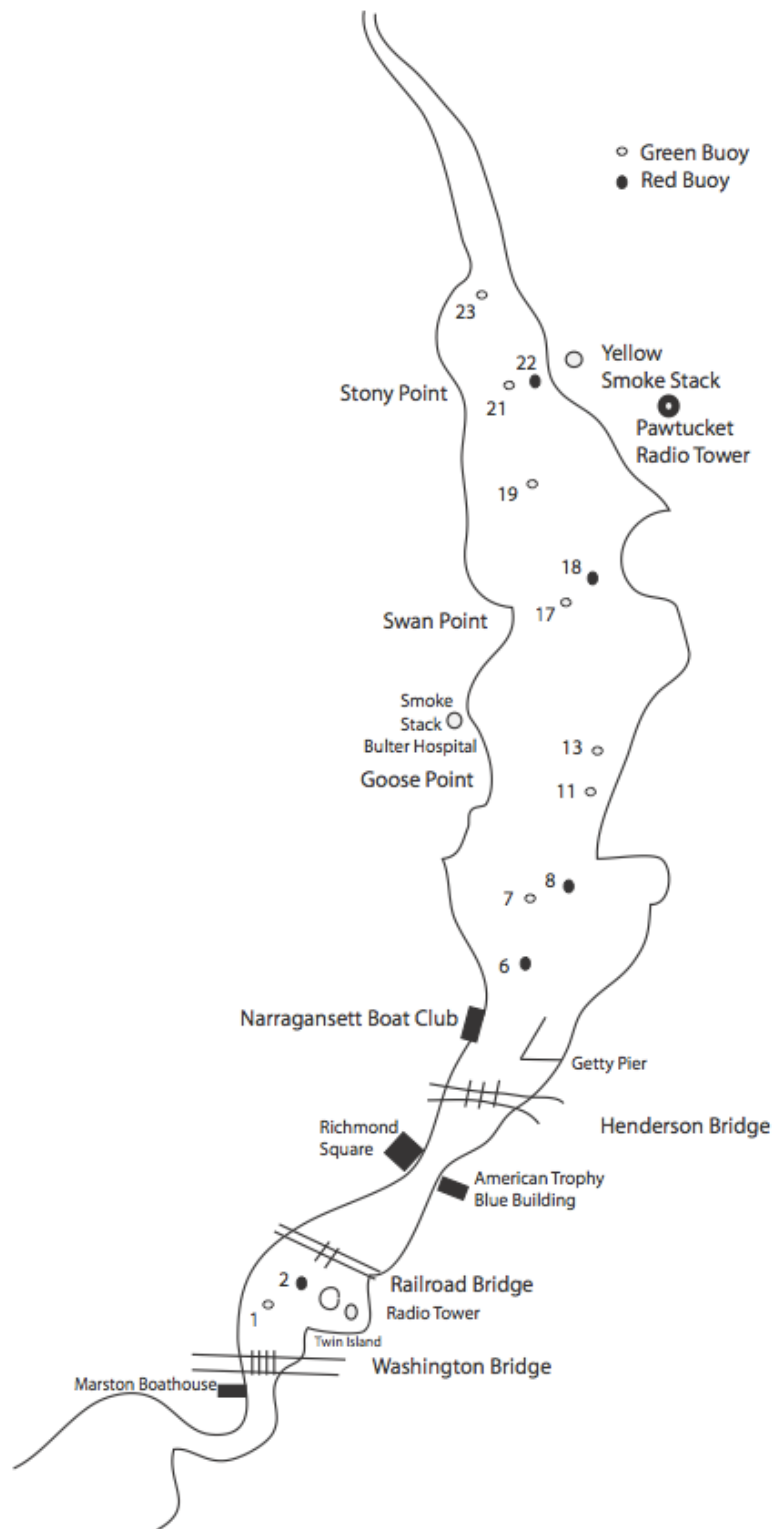 Green Buoy
Red Buoy
23
22
Yellow
Smoke Stack
Stony Point
21
Pawtucket
Radio Tower
19
18
17
Swan Point
Smoke
Stack
Bulter Hospital
13
Goose Point
11
8
7
6
Narragansett Boat Club
Getty Pier
Henderson Bridge
Richmond
Square
American Trophy
Blue Building
2
Railroad Bridge
1
Radio Tower
Twin Island
Washington Bridge
Marston Boathouse